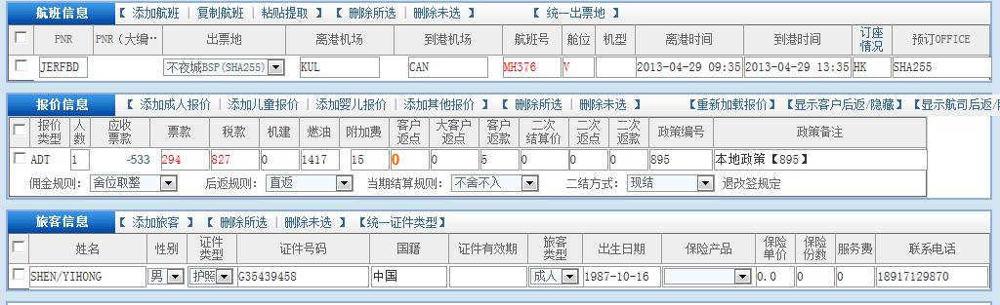 航班信息 【 添加航班 | 复制航班 | 粘贴提取 】 【 删除所选 | 删除未选 】 【 统一出票地 】
PNR PNR（大编·· 出票地 离港机场 到港机场 航班号 舱位 机型 离港时间 到港时间 订座情况 预订OFFICE
JERFBD 不夜城BSP(SHA255) KUL CAN MH376 V 2013-04-29 09:35 2013-04-29 13:35 HK SHA255
报价信息 【 添加成人报价 | 添加儿童报价 | 添加婴儿报价 | 添加其他报价 】 【 删除所选 | 删除未选 】 【重新加载报价】【显示客户后返/隐藏】【显示航司后返/
报价类型 人数 应收票款 票款 税款 机建 燃油 附加费 客户返点 大客户返点 客户返款 二次结算价 二次返点 二次返款 政策编号 政策备注
ADT 1 -533 294 827 0 1417 15 0 0 5 0 0 0 895 本地政策【895】
佣金规则： 舍位取整 后返规则： 直返 当期结算规则： 不舍不入 二结方式： 现结 退改签规定
旅客信息 【 添加旅客 】 【 删除所选 | 删除未选 】 【统一证件类型】
姓名 性别 证件类型 证件号码 国籍 证件有效期 旅客类型 出生日期 保险产品 保险单价 保险份数 服务费 联系电话
SHEN/YIHONG 男 护照 G35439458 中国 成人 1987-10-16 0.0 0 0 18917129870